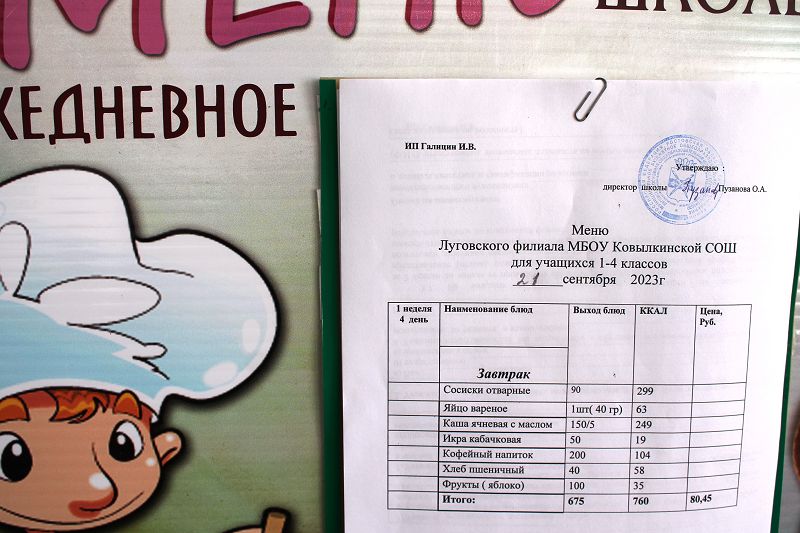 МЕНЮ
ЕЖЕДНЕВНОЕ
ИП Галицин И.В.
Утверждаю :
директор школы Пузанова О.А.
Меню
Луговского филиала МБОУ Ковылкинской СОШ
для учащихся 1-4 классов
21 сентября 2023г
1 неделя 4 день Наименование блюд Выход блюд ККАЛ Цена, Руб.
Завтрак
Сосиски отварные 90 299
Яйцо вареное 1шт( 40 гр) 63
Каша ячневая с маслом 150/5 249
Икра кабачковая 50 19
Кофейный напиток 200 104
Хлеб пшеничный 40 58
Фрукты ( яблоко) 100 35
Итого: 675 760 80,45